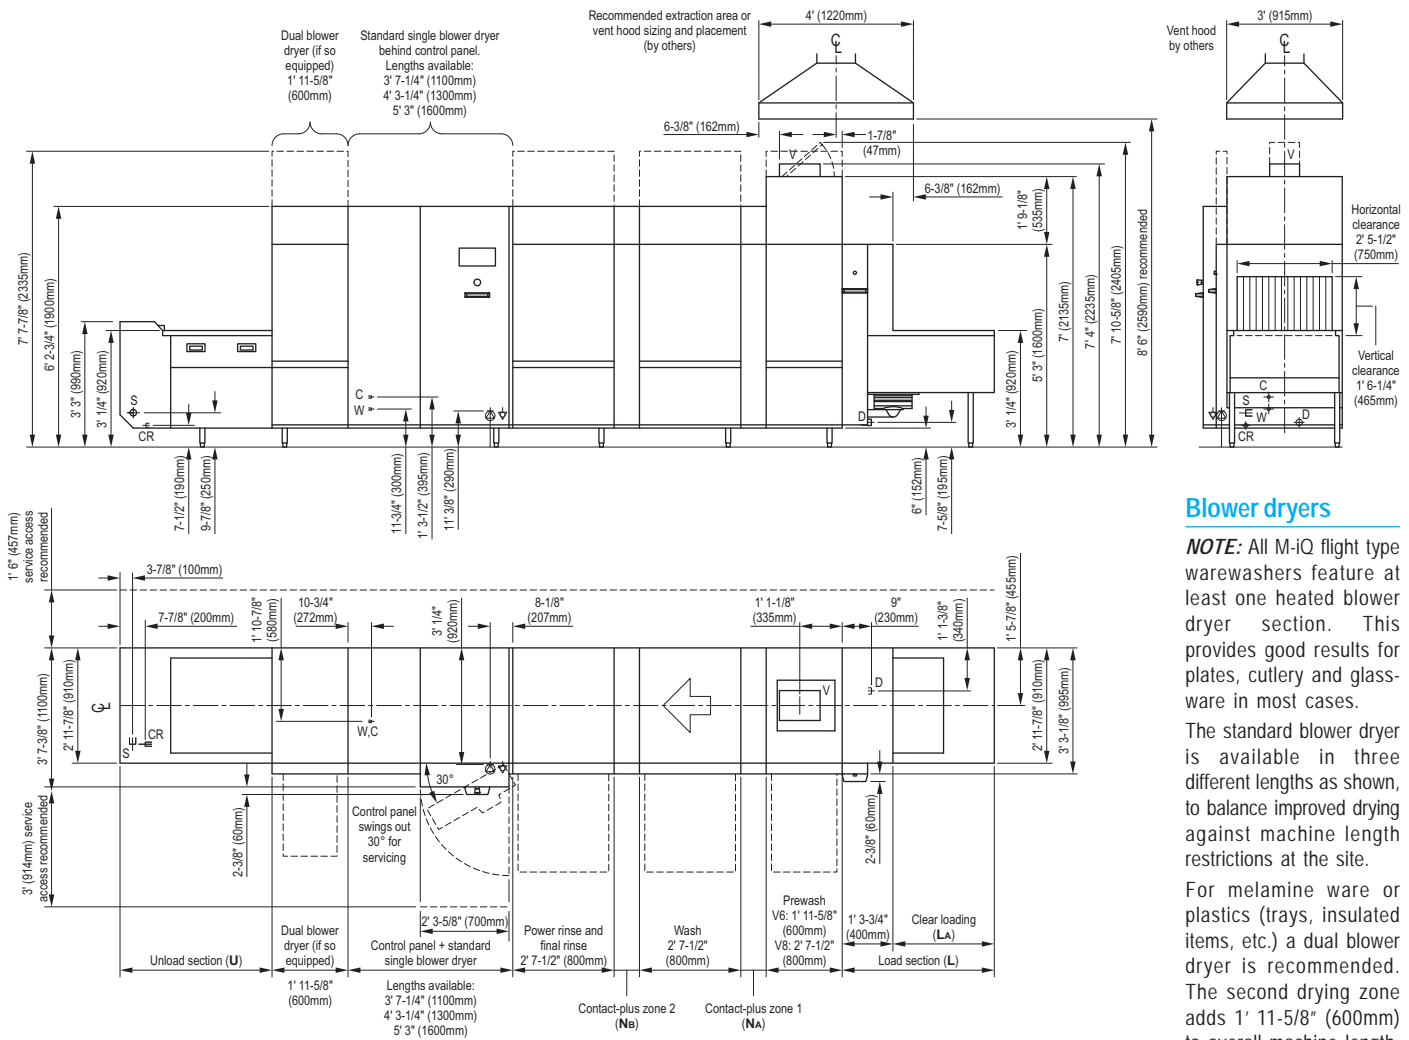 Recommended extraction area or
vent hood sizing and placement
(by others)
4' (1220mm)
CL
3' (915mm)
Vent hood
by others
CL
Dual blower
dryer (if so
equipped)
1' 11-5/8"
(600mm)
Standard single blower dryer
behind control panel.
Lengths available:
3' 7-1/4" (1100mm)
4' 3-1/4" (1300mm)
5' 3" (1600mm)
6-3/8" (162mm)
1-7/8"
(47mm)
V
V
6-3/8" (162mm)
1' 9-1/8"
(535mm)
Horizontal
clearance
2' 5-1/2"
(750mm)
7' 7-7/8" (2335mm)
6' 2-3/4" (1900mm)
3' 3" (990mm)
3' 1/4" (920mm)
5' 3" (1600mm)
7' (2135mm)
7' 4" (2235mm)
7' 10-5/8" (2405mm)
8' 6" (2590mm) recommended
3' 1/4" (920mm)
Vertical
clearance
1' 6-1/4"
(465mm)
S
CR
C
W
D
C
S
W
D
CR
7-1/2" (190mm)
9-7/8" (250mm)
11-3/4" (300mm)
1' 3-1/2" (395mm)
11' 3/8" (290mm)
6" (152mm)
7-5/8" (195mm)
Blower dryers
NOTE: All M-iQ flight type
warewashers feature at
least one heated blower
dryer section. This
provides good results for
plates, cutlery and glass-
ware in most cases.
The standard blower dryer
is available in three
different lengths as shown,
to balance improved drying
against machine length
restrictions at the site.
For melamine ware or
plastics (trays, insulated
items, etc.) a dual blower
dryer is recommended.
The second drying zone
adds 1' 11-5/8" (600mm)
to overall machine length.
1' 6" (457mm)
service access
recommended
3-7/8" (100mm)
7-7/8" (200mm)
1' 10-7/8"
(580mm)
10-3/4"
(272mm)
3' 1/4"
(920mm)
8-1/8"
(207mm)
1' 1-1/8"
(335mm)
9"
(230mm)
1' 1-3/8"
(340mm)
1' 5-7/8" (455mm)
3' 7-3/8" (1100mm)
2' 11-7/8" (910mm)
CL
S
CR
W,C
V
D
2' 11-7/8" (910mm)
3' 3-1/8" (995mm)
3' (914mm) service
access recommended
2-3/8" (60mm)
30°
Control panel
swings out
30° for
servicing
2-3/8" (60mm)
2' 3-5/8" (700mm)
Unload section (U)
Dual blower
dryer (if so
equipped)
1' 11-5/8"
(600mm)
Control panel + standard
single blower dryer
Lengths available:
3' 7-1/4" (1100mm)
4' 3-1/4" (1300mm)
5' 3" (1600mm)
Power rinse and
final rinse
2' 7-1/2" (800mm)
Contact-plus zone 2
(NB)
Wash
2' 7-1/2"
(800mm)
Contact-plus zone 1
(NA)
Prewash
V6: 1' 11-5/8"
(600mm)
V8: 2' 7-1/2"
(800mm)
1' 3-3/4"
(400mm)
Clear loading
(LA)
Load section (L)